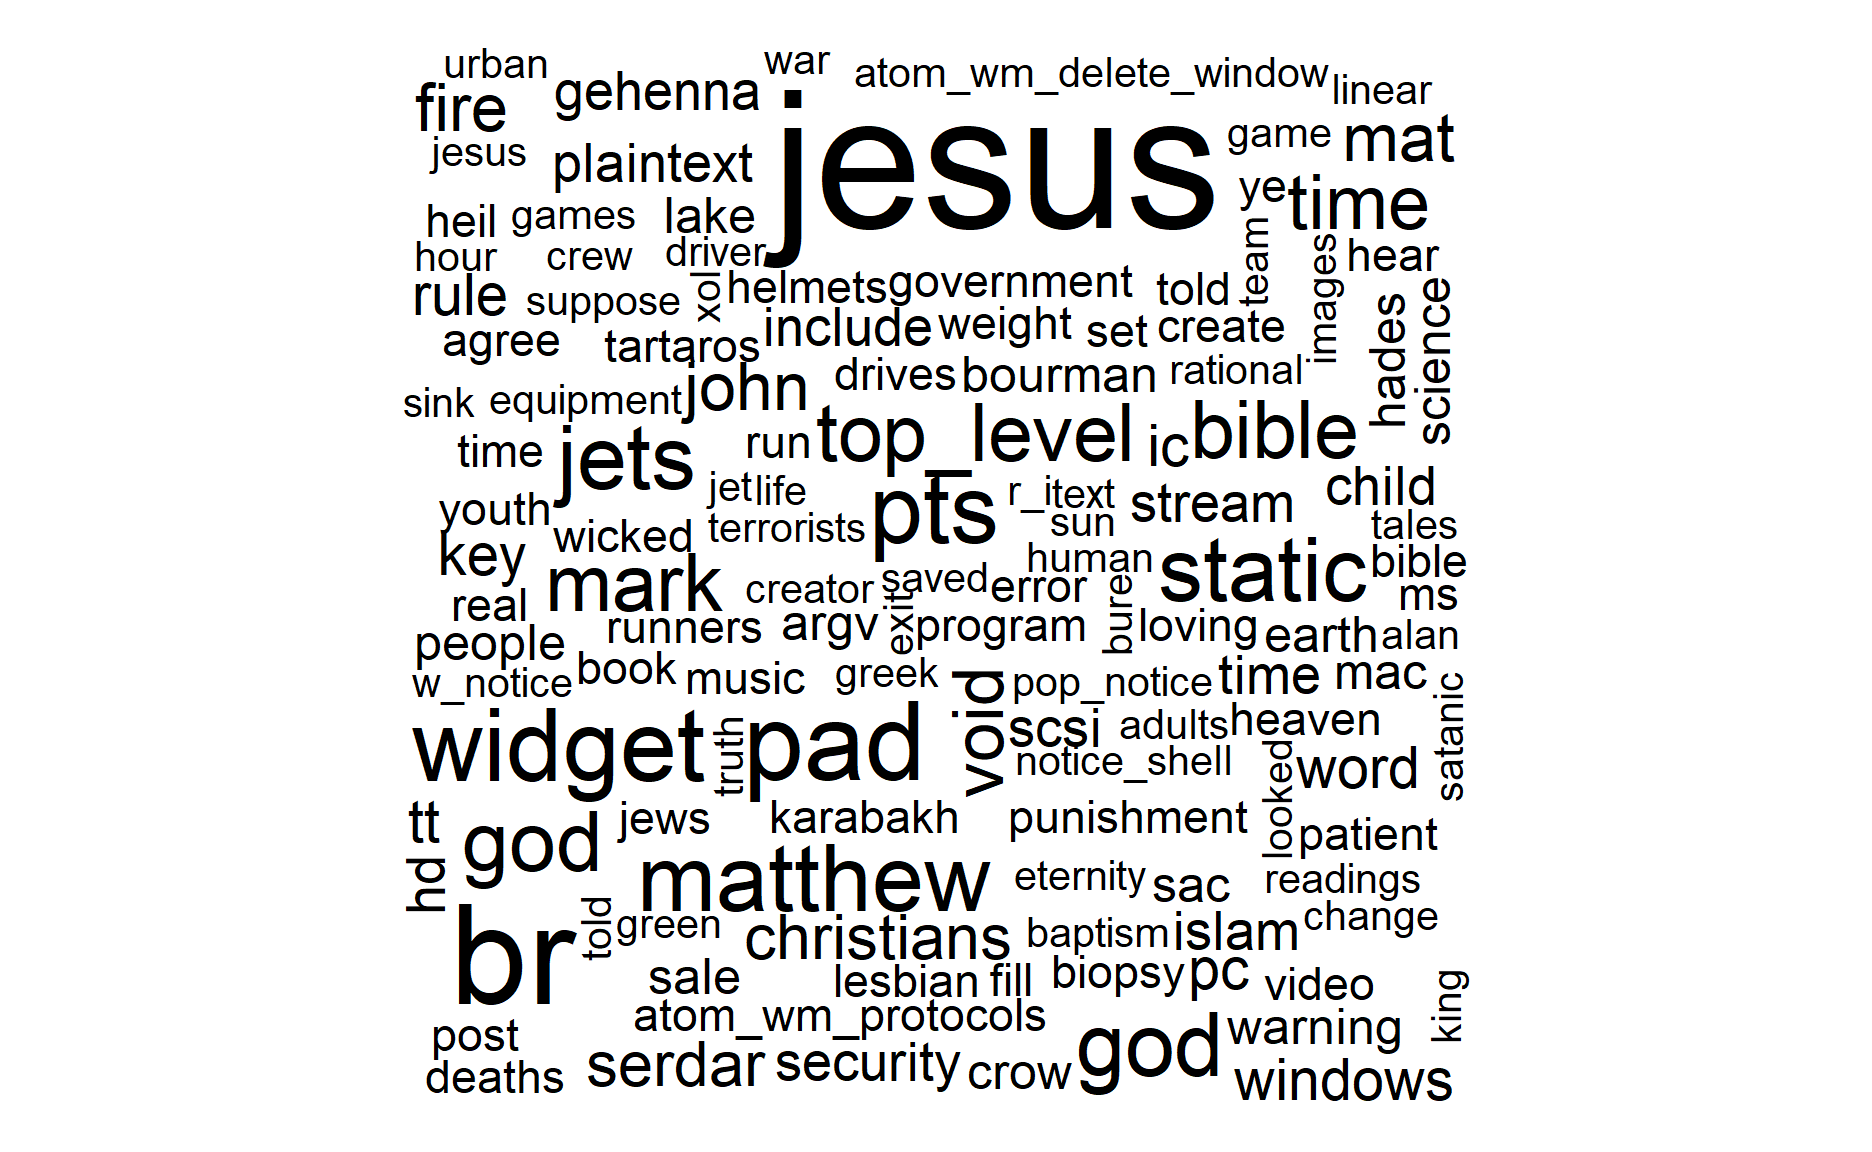 urban war atom_wm_delete_window linear
fire gehenna jesus game mat
jesus plaintext ye time
heil games lake team images
hour crew driver hear
rule suppose xol helmets government told hades science
agree tartaros include weight set create
sink equipment john drives bourman rational
time jets run top_level ic bible
youth jet life pts r_itext stream child
key wicked terrorists sun tales
real mark creator saved error human static bible ms
people runners argv exit program bure loving earth alan
w_notice book music greek void pop_notice time mac satanic
widget truth pad scsi adults heaven
notice_shell looked word
tt god jews karabakh punishment patient
hd matthew eternity sac readings
br told green christians baptism islam change
sale lesbian fill biopsy pc video king
post atom_wm_protocols god warning
deaths serdar security crow windows